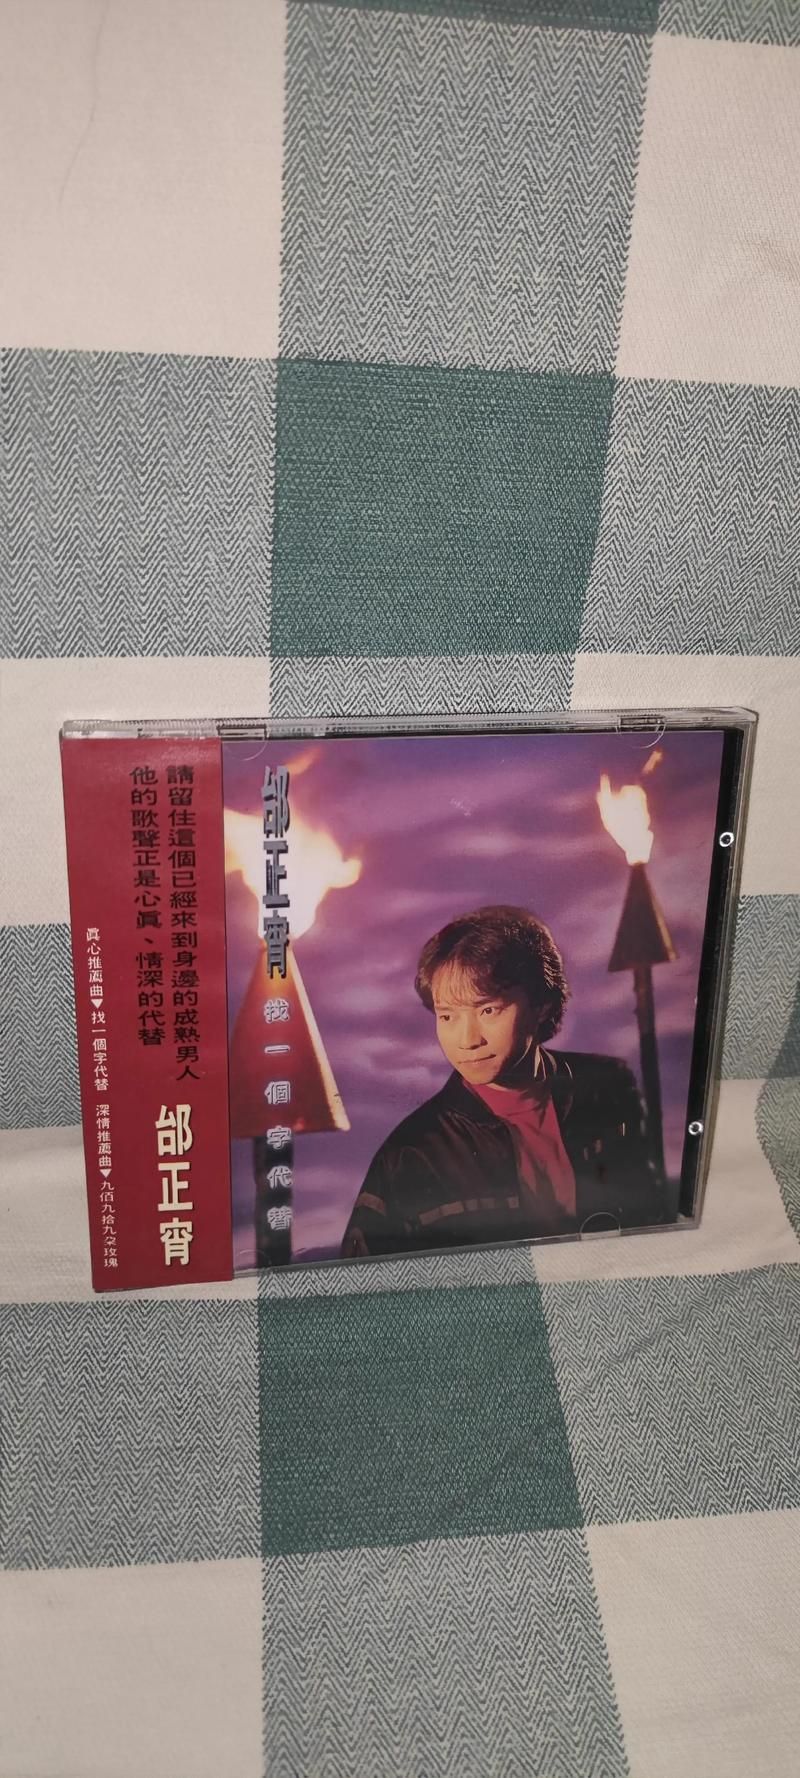 請留住這個已經來到身邊的成熟男人
他的歌聲正是心真、情深的代替
眞心推薦曲▼找一個字代替 深情推薦曲▼九佰九拾九朶玫瑰
邰正宵
邰正宵
找一個字代替